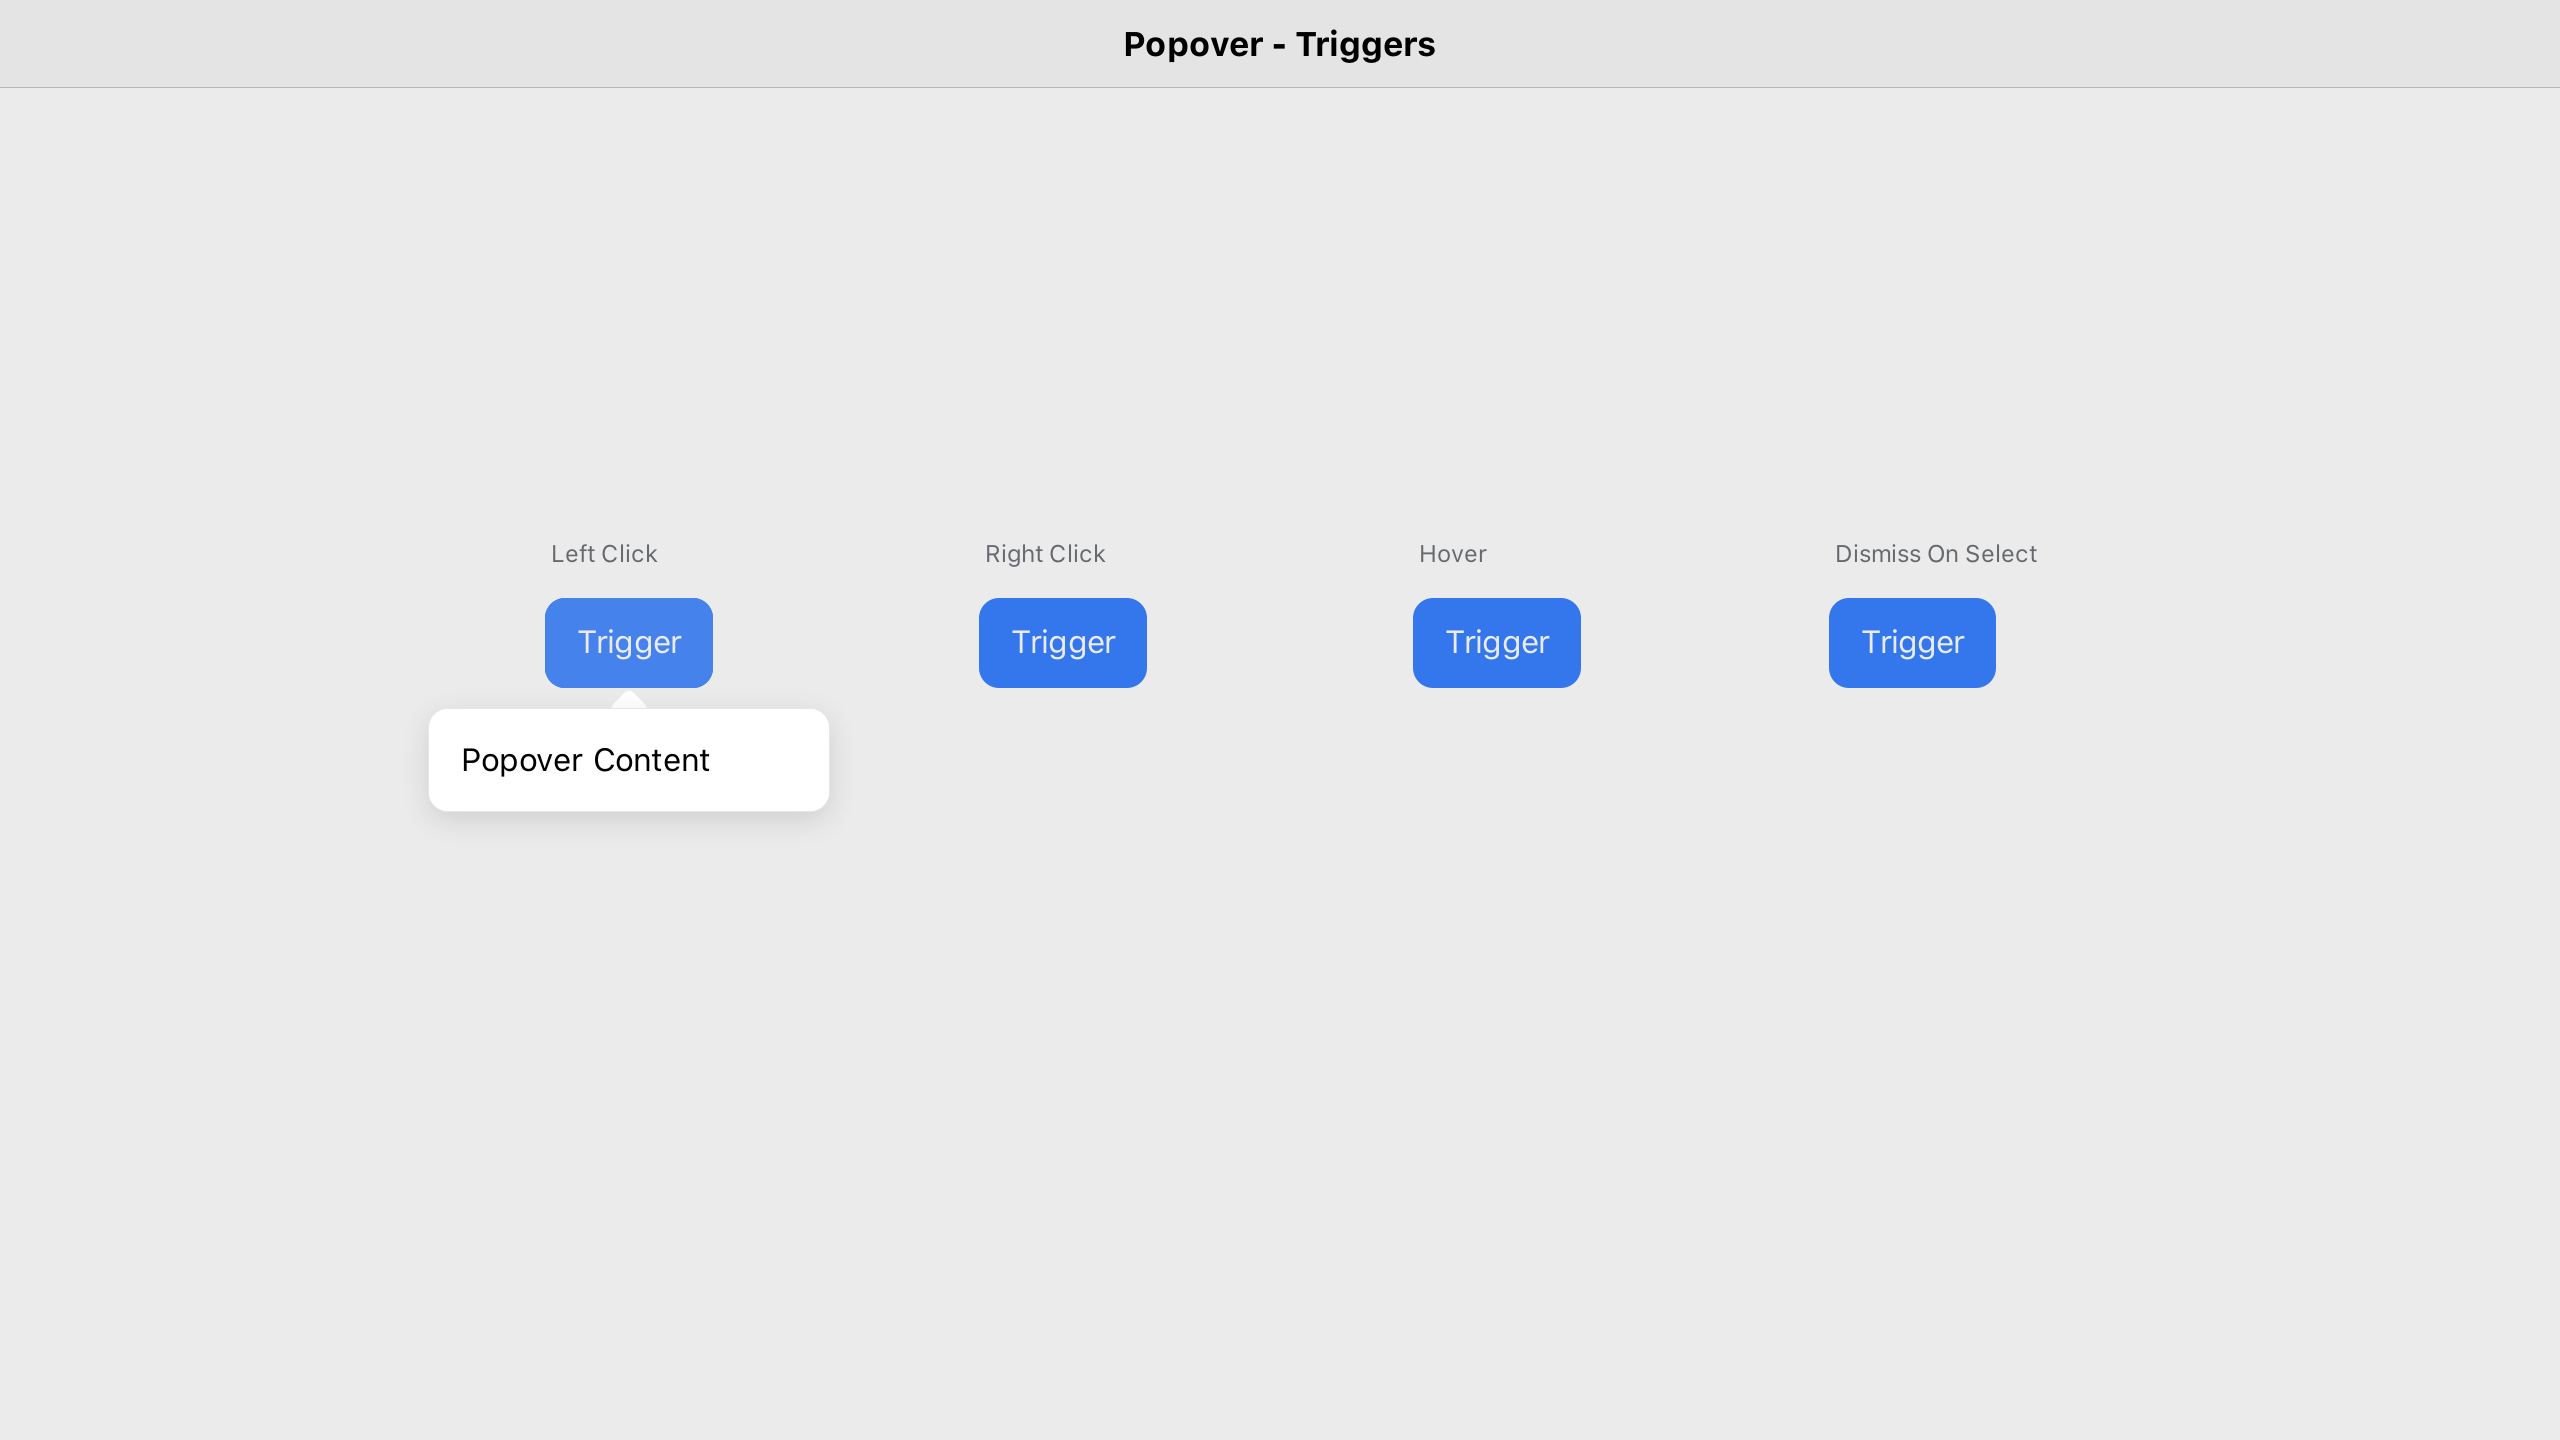 Popover - Triggers
Left Click
Right Click
Hover
Dismiss On Select
Trigger
Trigger
Trigger
Trigger
Popover Content